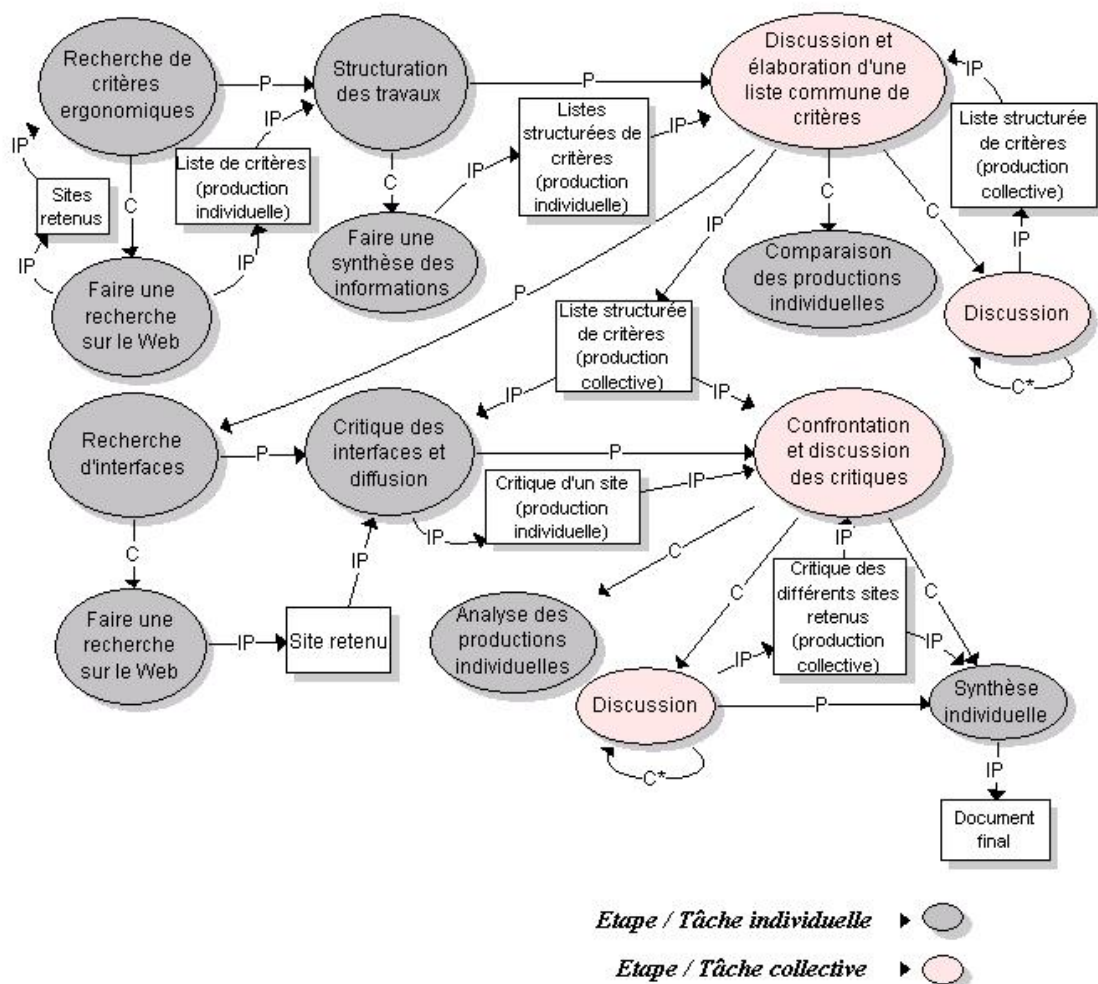 Recherche de
critères
ergonomiques
P
Structuration
des travaux
P
Discussion et
élaboration d'une
liste commune de
critères
IP
Liste structurée
de critères
(production
collective)
IP
Listes
structurées de
critères
(production
individuelle)
IP
IP
IP
IP
Liste de critères
(production
individuelle)
Sites
retenus
C
C
C
C
IP
IP
IP
Faire une
recherche
sur le Web
Faire une
synthèse des
informations
P
Comparaison
des productions
individuelles
Discussion
C*
Liste structurée
de critères
(production
collective)
IP
IP
Recherche
d'interfaces
P
Critique des
interfaces et
diffusion
P
Confrontation
et discussion
des critiques
IP
Critique d'un site
(production
individuelle)
IP
IP
C
IP
C
C
C
Critique des
différents sites
retenus
(production
collective)
IP
IP
Faire une
recherche
sur le Web
IP
Site retenu
Analyse des
productions
individuelles
Discussion
C*
P
Synthèse
individuelle
IP
Document
final
Etape / Tâche individuelle
Etape / Tâche collective